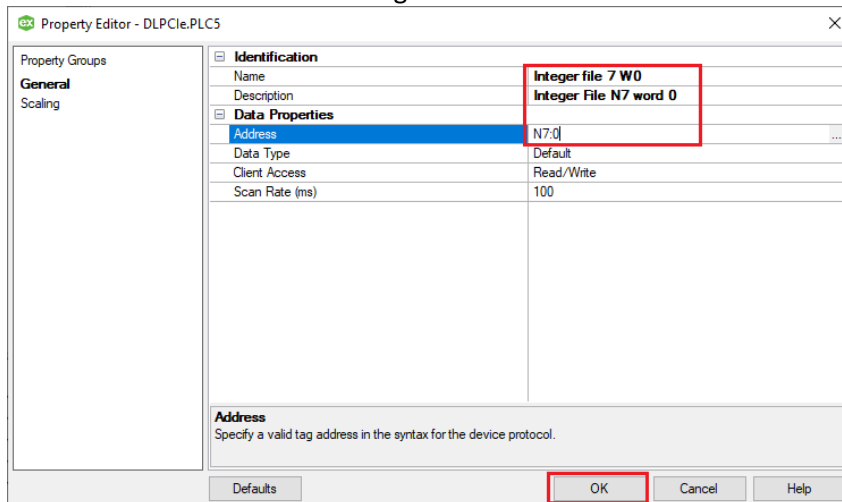 Property Editor - DLPCIe.PLC5
Property Groups
General
Scaling
Identification
Name Integer file 7 W0
Description Integer File N7 word 0
Data Properties
Address N7:0 ...
Data Type Default
Client Access Read/Write
Scan Rate (ms) 100
Address
Specify a valid tag address in the syntax for the device protocol.
Defaults OK Cancel Help